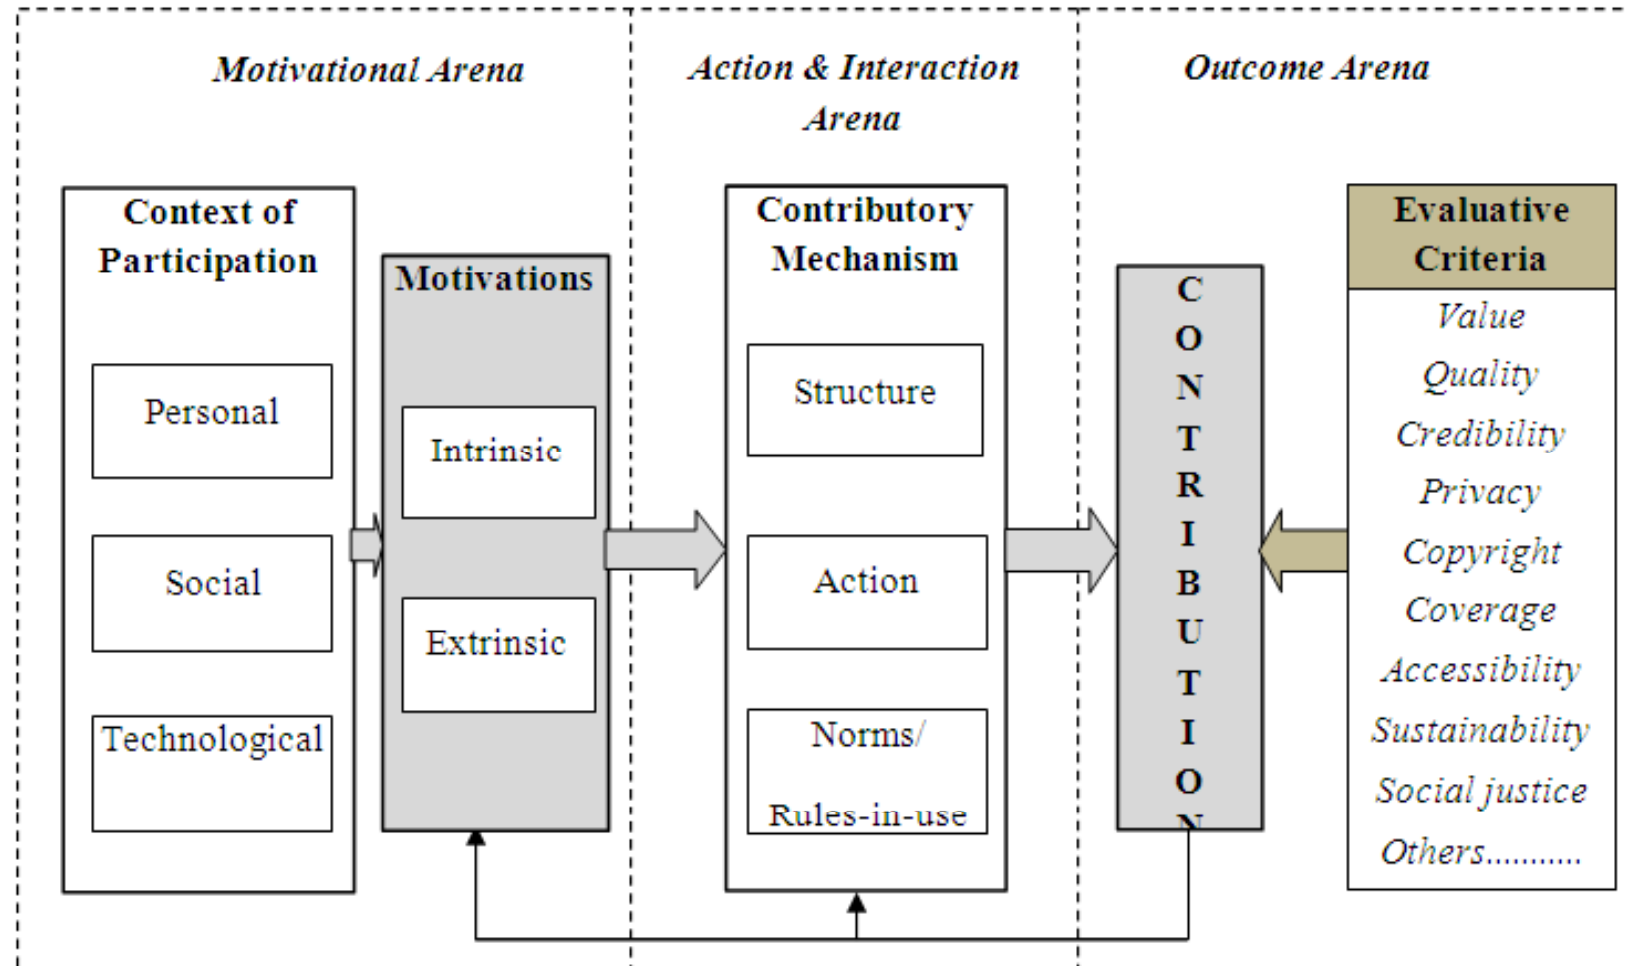 Motivational Arena
Action & Interaction
Arena
Outcome Arena
Context of
Participation
Personal
Social
Technological
Motivations
Intrinsic
Extrinsic
Contributory
Mechanism
Structure
Action
Norms/
Rules-in-use
C
O
N
T
R
I
B
U
T
I
O
N
Evaluative
Criteria
Value
Quality
Credibility
Privacy
Copyright
Coverage
Accessibility
Sustainability
Social justice
Others...........